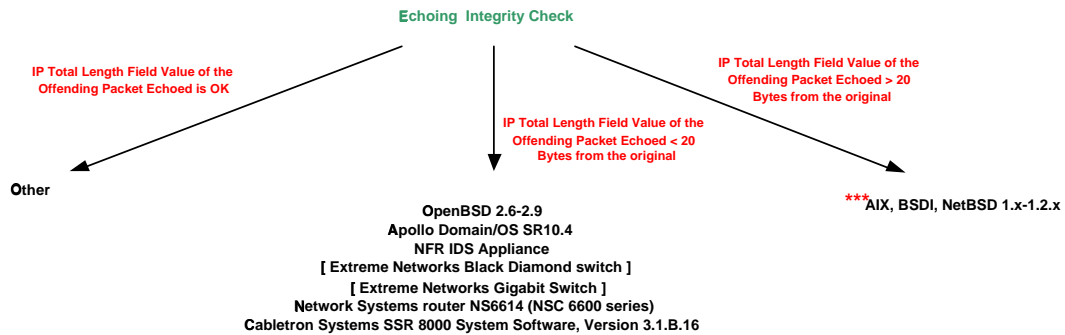 Echoing Integrity Check
IP Total Length Field Value of the
Offending Packet Echoed is OK
IP Total Length Field Value of the
Offending Packet Echoed < 20
Bytes from the original
IP Total Length Field Value of the
Offending Packet Echoed > 20
Bytes from the original
Other
OpenBSD 2.6-2.9
Apollo Domain/OS SR10.4
NFR IDS Appliance
[ Extreme Networks Black Diamond switch ]
[ Extreme Networks Gigabit Switch ]
Network Systems router NS6614 (NSC 6600 series)
Cabletron Systems SSR 8000 System Software, Version 3.1.B.16
***AIX, BSDI, NetBSD 1.x-1.2.x